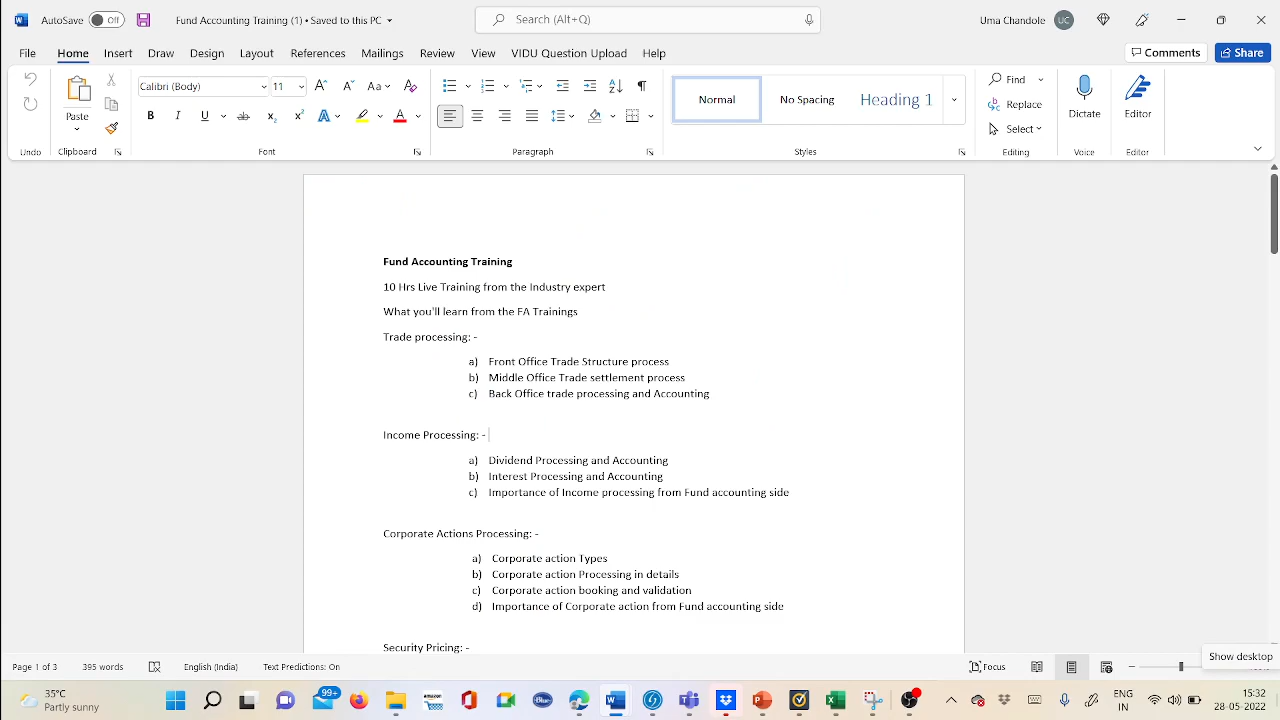 AutoSave Off Fund Accounting Training (1) • Saved to this PC Search (Alt+Q) Uma Chandole UC
File Home Insert Draw Design Layout References Mailings Review View VIDU Question Upload Help Comments Share
Calibri (Body) 11 Aa Normal No Spacing Heading 1 Find
Paste Replace Dictate Editor
B I U ab x₂ x² A A Select
Undo Clipboard Font Paragraph Styles Editing Voice Editor
Fund Accounting Training
10 Hrs Live Training from the Industry expert
What you'll learn from the FA Trainings
Trade processing: -
a) Front Office Trade Structure process
b) Middle Office Trade settlement process
c) Back Office trade processing and Accounting
Income Processing: -
a) Dividend Processing and Accounting
b) Interest Processing and Accounting
c) Importance of Income processing from Fund accounting side
Corporate Actions Processing: -
a) Corporate action Types
b) Corporate action Processing in details
c) Corporate action booking and validation
d) Importance of Corporate action from Fund accounting side
Security Pricing: -
Show desktop
Page 1 of 3 395 words English (India) Text Predictions: On Focus
35°C
Partly sunny
99+
ENG
IN
15:32
28-05-2022